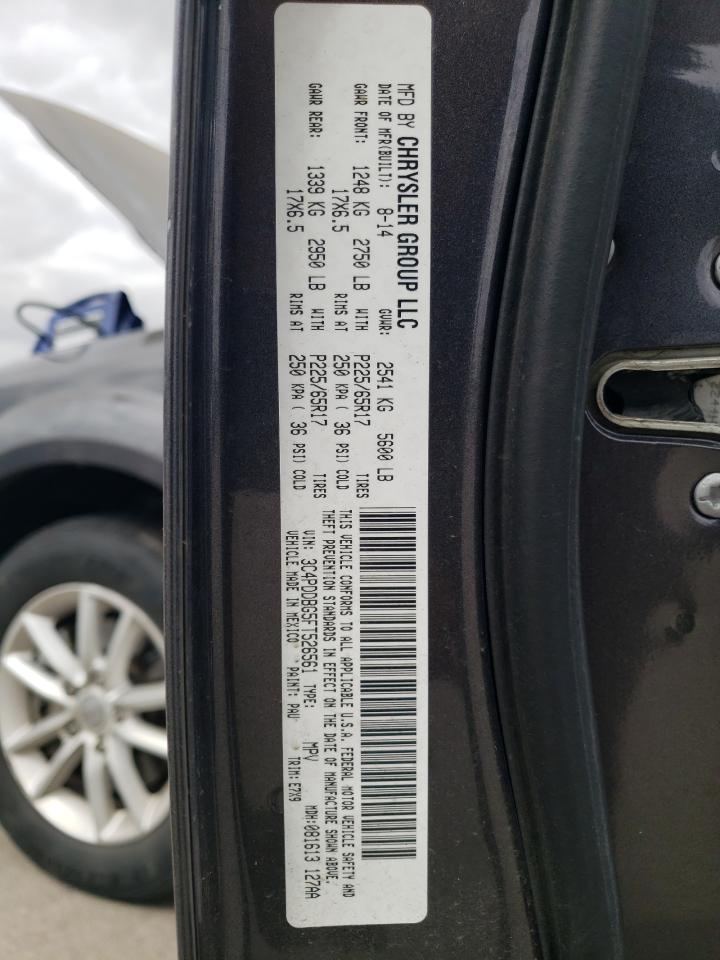 MFD BY CHRYSLER GROUP LLC
DATE OF MFR(BUILT): 8-14 GVWR: 2541 KG 5600 LB
GAWR FRONT: 1248 KG 2750 LB WITH P225/65R17 TIRES
17X6.5 RIMS AT 250 KPA ( 36 PSI) COLD
GAWR REAR: 1339 KG 2950 LB WITH P225/65R17 TIRES
17X6.5 RIMS AT 250 KPA ( 36 PSI) COLD
THIS VEHICLE CONFORMS TO ALL APPLICABLE U.S.A. FEDERAL MOTOR VEHICLE SAFETY AND
THEFT PREVENTION STANDARDS IN EFFECT ON THE DATE OF MANUFACTURE SHOWN ABOVE.
VIN: 3C4PDDBG5FT526561 TYPE: MPV MDH:081613 127AA
VEHICLE MADE IN MEXICO PAINT: PAU TRIM: E7X9